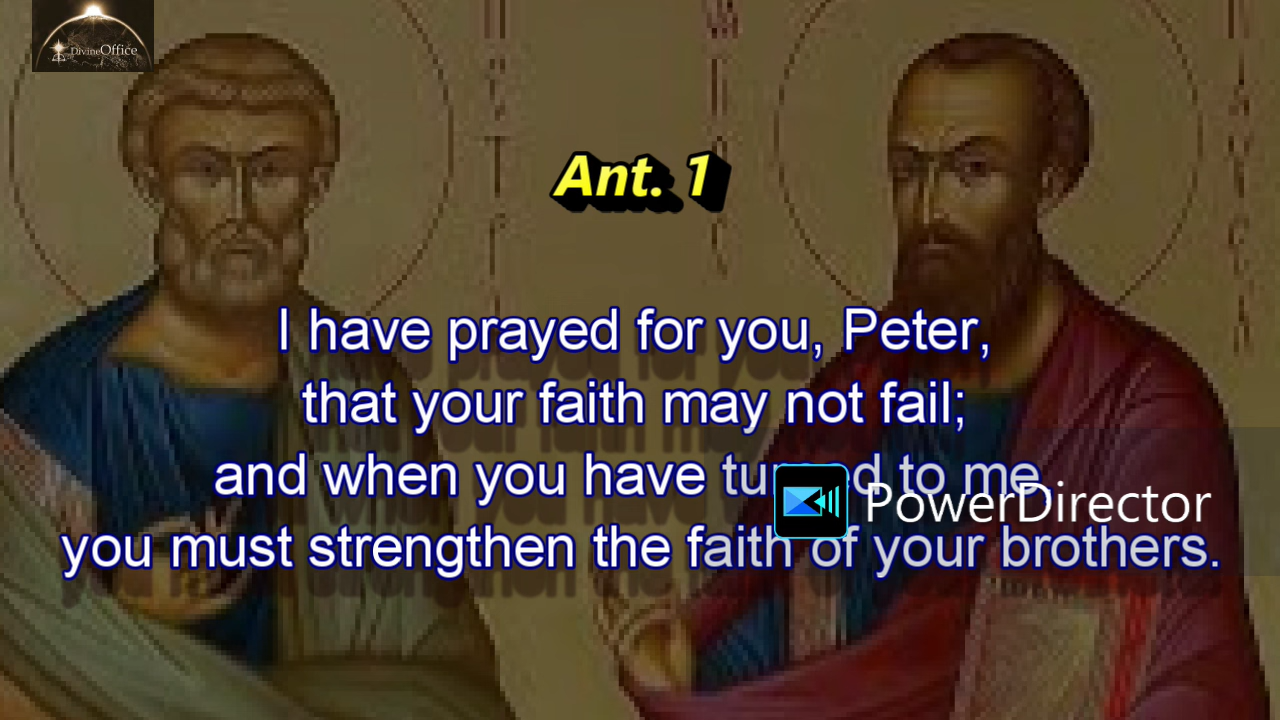 DivineOffice
Ant. 1
I have prayed for you, Peter,
that your faith may not fail;
and when you have turned to me,
PowerDirector
you must strengthen the faith of your brothers.